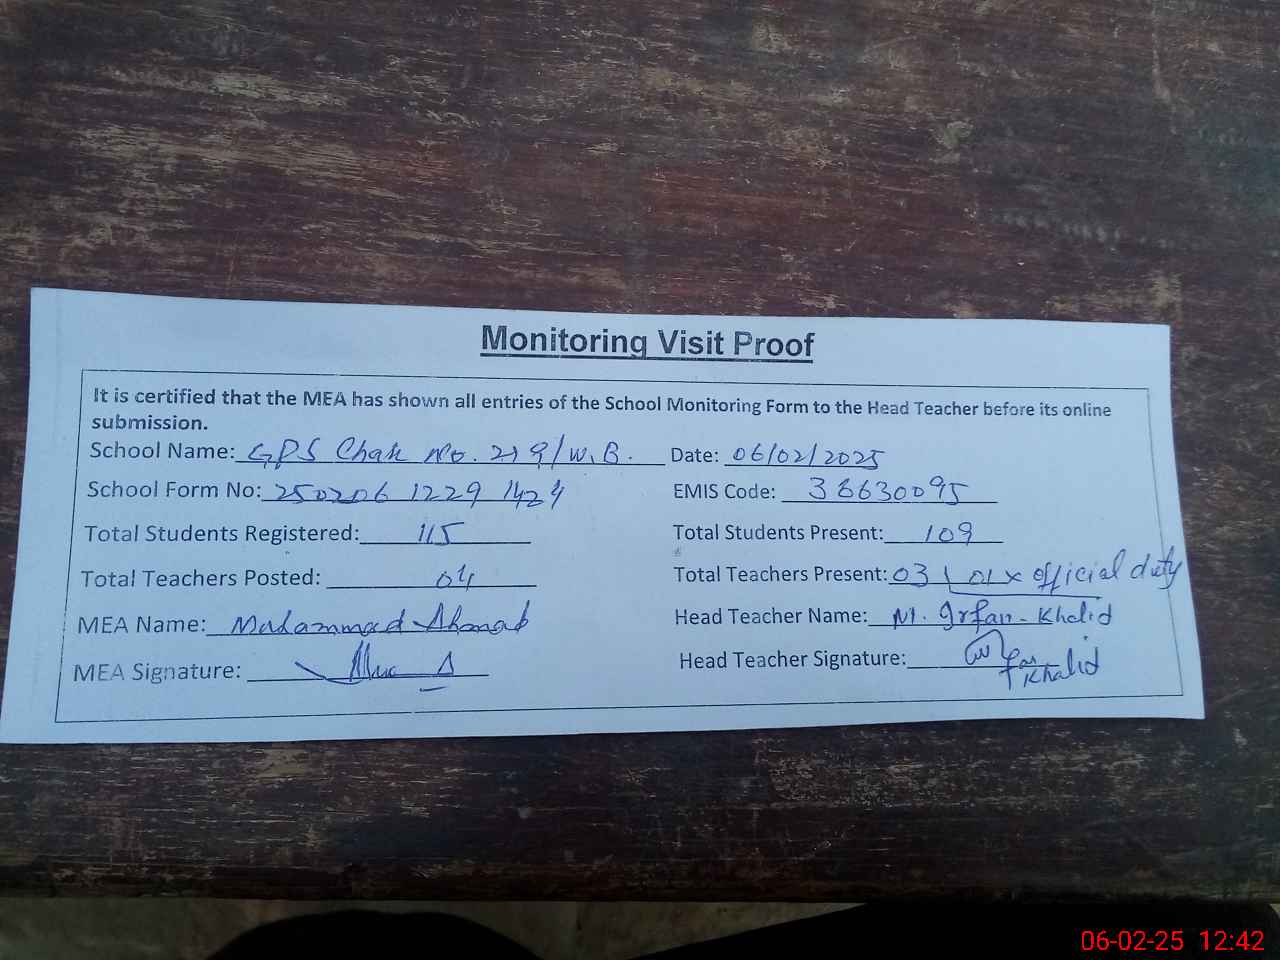 Monitoring Visit Proof
It is certified that the MEA has shown all entries of the School Monitoring Form to the Head Teacher before its online
submission.
School Name: GPS Chak No. 219/W.B. Date: 06/02/2025
School Form No: 250206 1229 1424 EMIS Code: 36630095
Total Students Registered: 115 Total Students Present: 109
Total Teachers Posted: 04 Total Teachers Present: 03 | 01 x official duty
MEA Name: Muhammad Ahmad Head Teacher Name: M. Irfan - Khalid
MEA Signature: Head Teacher Signature: Irfan
Khalid
06-02-25 12:42